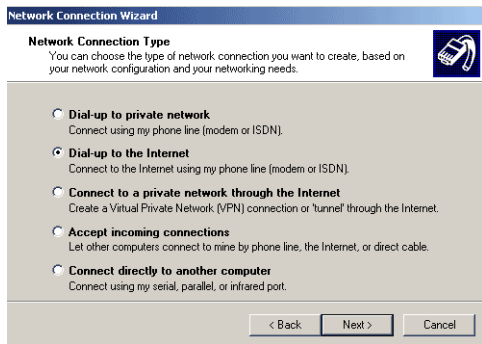 Network Connection Wizard
Network Connection Type
You can choose the type of network connection you want to create, based on
your network configuration and your networking needs.
Dial-up to private network
Connect using my phone line (modem or ISDN).
Dial-up to the Internet
Connect to the Internet using my phone line (modem or ISDN).
Connect to a private network through the Internet
Create a Virtual Private Network (VPN) connection or 'tunnel' through the Internet.
Accept incoming connections
Let other computers connect to mine by phone line, the Internet, or direct cable.
Connect directly to another computer
Connect using my serial, parallel, or infrared port.
< Back Next > Cancel